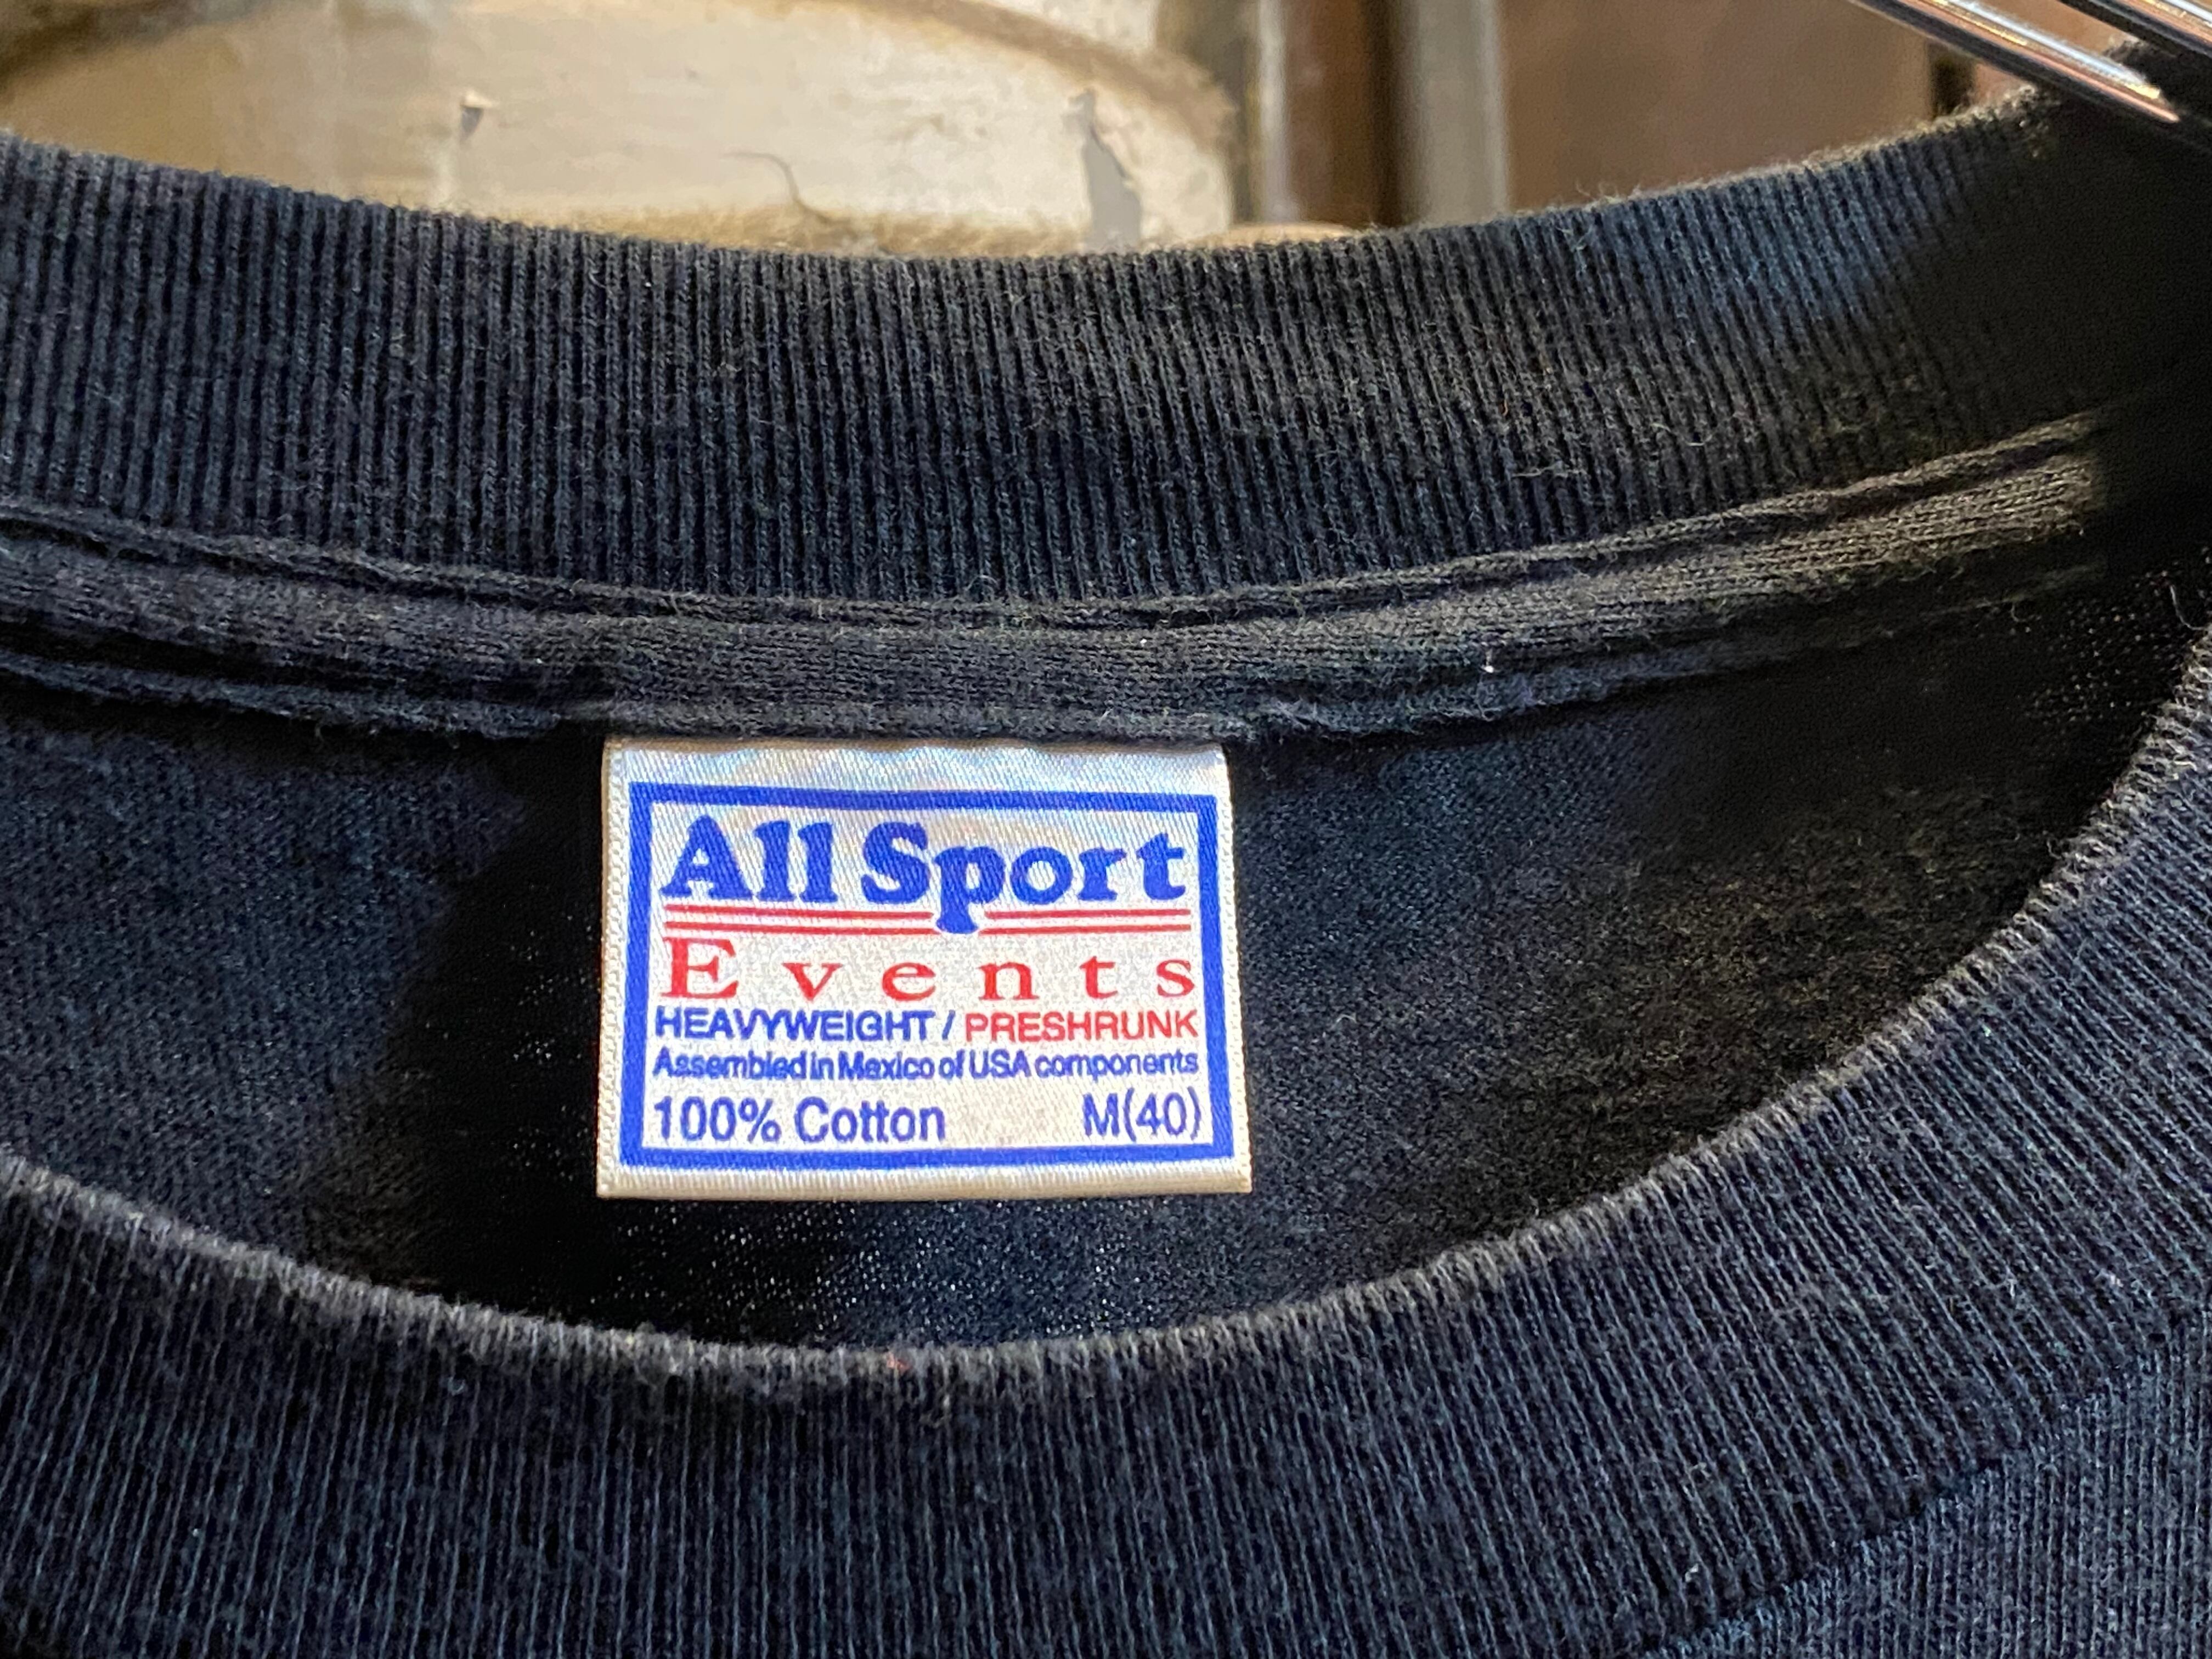 All Sport
Events
HEAVYWEIGHT / PRESHRUNK
Assembled in Mexico of USA components
100% Cotton M(40)